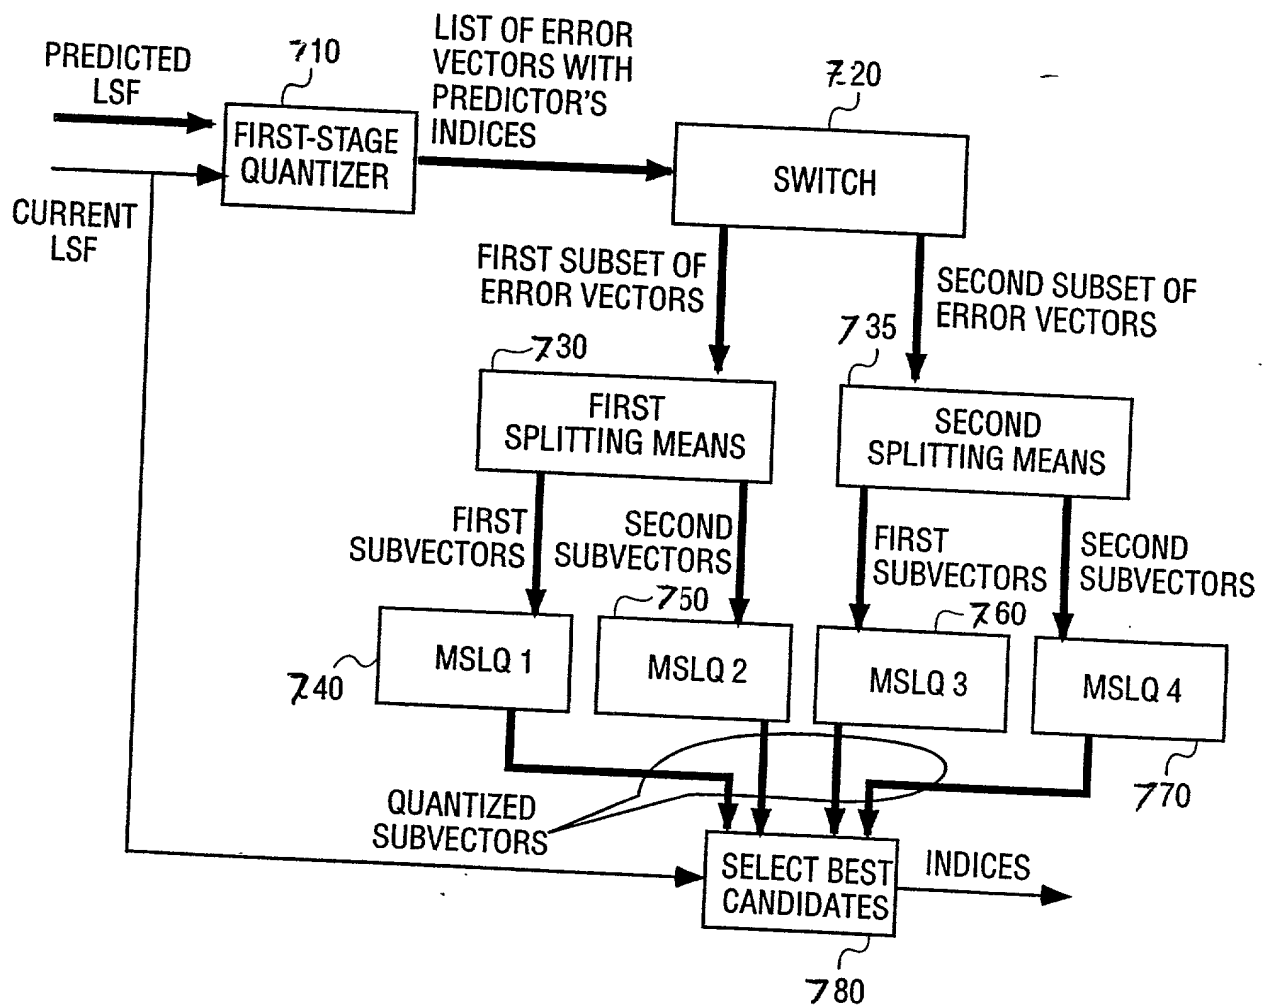 PREDICTED
LSF
710
LIST OF ERROR
VECTORS WITH
PREDICTOR'S
INDICES
720
FIRST-STAGE
QUANTIZER
SWITCH
CURRENT
LSF
FIRST SUBSET OF
ERROR VECTORS
SECOND SUBSET OF
ERROR VECTORS
730
735
FIRST
SPLITTING MEANS
SECOND
SPLITTING MEANS
FIRST
SUBVECTORS
SECOND
SUBVECTORS
FIRST
SUBVECTORS
SECOND
SUBVECTORS
750
760
MSLQ 1
MSLQ 2
MSLQ 3
MSLQ 4
740
770
QUANTIZED
SUBVECTORS
SELECT BEST
CANDIDATES
INDICES
780